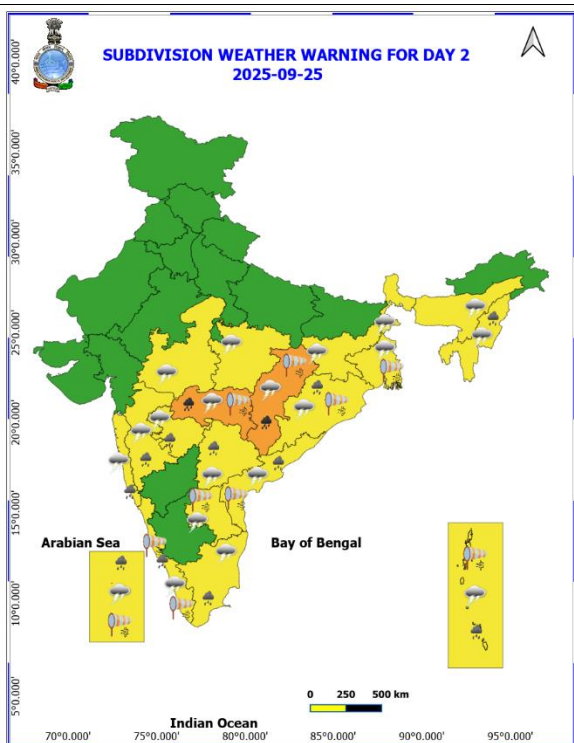 SUBDIVISION WEATHER WARNING FOR DAY 2
2025-09-25
40°0.000'
35°0.000'
30°0.000'
25°0.000'
20°0.000'
15°0.000'
10°0.000'
5°0.000'
Arabian Sea
Bay of Bengal
0 250 500 km
Indian Ocean
70°0.000' 75°0.000' 80°0.000' 85°0.000' 90°0.000' 95°0.000'